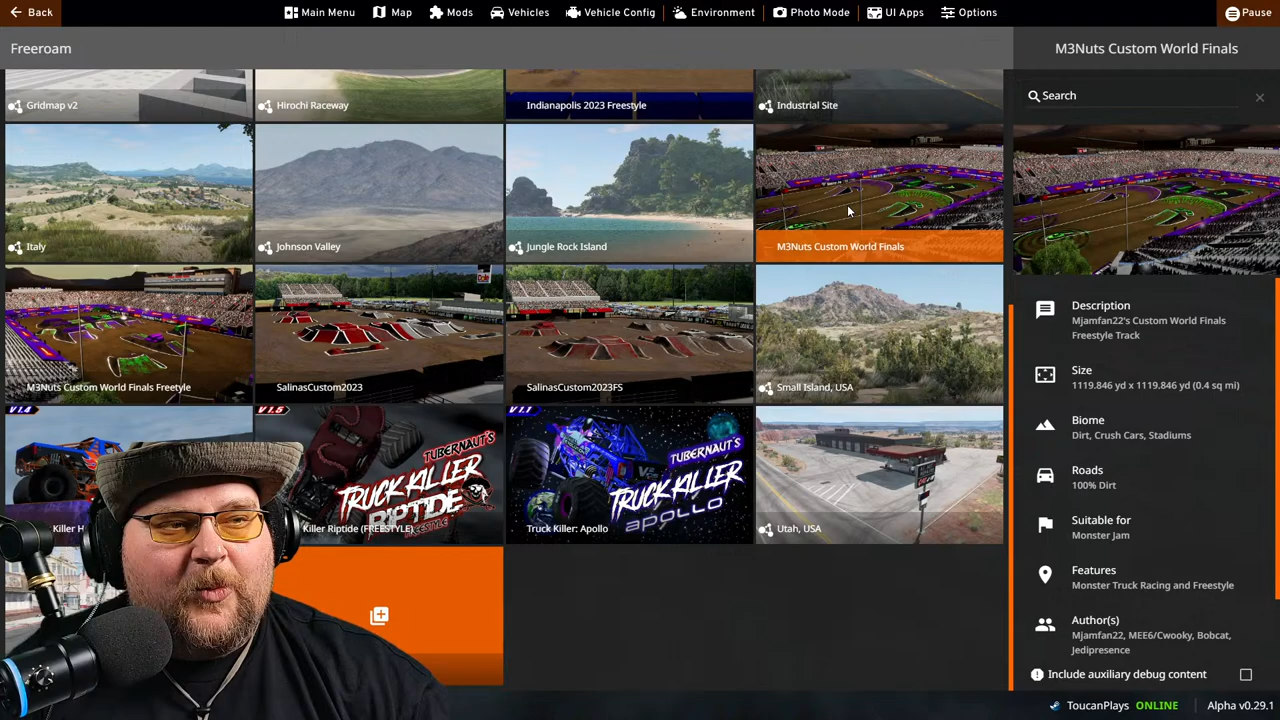 Back
Main Menu
Map
Mods
Vehicles
Vehicle Config
Environment
Photo Mode
UI Apps
Options
Pause
Freeroam
M3Nuts Custom World Finals
Gridmap v2
Hirochi Raceway
Indianapolis 2023 Freestyle
Industrial Site
Search
Italy
Johnson Valley
Jungle Rock Island
M3Nuts Custom World Finals
M3Nuts Custom World Finals Freetyle
SalinasCustom2023
SalinasCustom2023FS
Small Island, USA
V1.4
V1.5
TUBERNAUT'S
TRUCK KILLER
RIPTIDE
FREESTYLE
Killer H
Killer Riptide (FREESTYLE)
V1.1
TUBERNAUT'S
TRUCK KILLER
apollo
Truck Killer: Apollo
Utah, USA
Description
Mjamfan22's Custom World Finals
Freestyle Track
Size
1119.846 yd x 1119.846 yd (0.4 sq mi)
Biome
Dirt, Crush Cars, Stadiums
Roads
100% Dirt
Suitable for
Monster Jam
Features
Monster Truck Racing and Freestyle
Author(s)
Mjamfan22, MEE6/Cwooky, Bobcat,
Jedipresence
Include auxiliary debug content
ToucanPlays ONLINE
Alpha v0.29.1